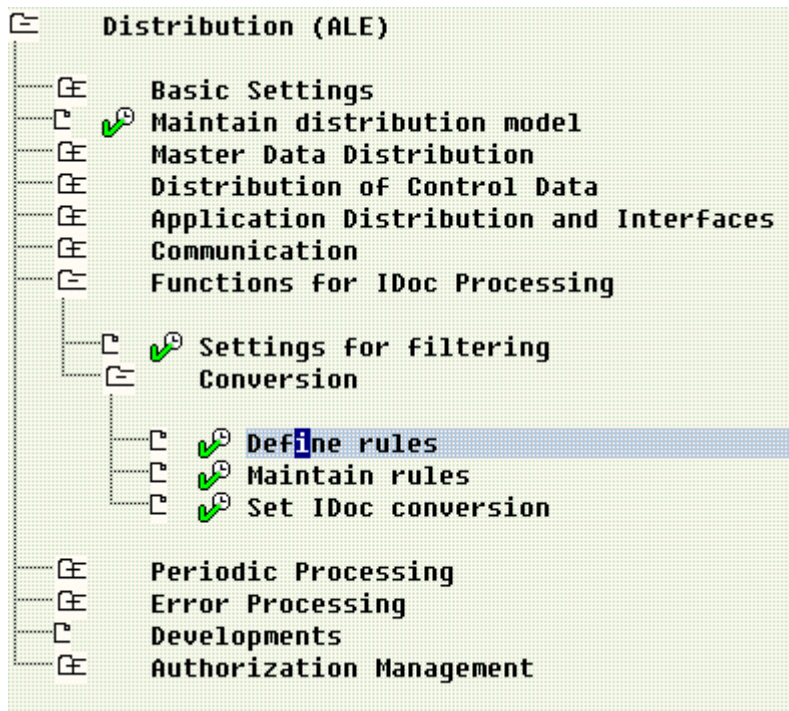 Distribution (ALE)
Basic Settings
Maintain distribution model
Master Data Distribution
Distribution of Control Data
Application Distribution and Interfaces
Communication
Functions for IDoc Processing
Settings for filtering
Conversion
Define rules
Maintain rules
Set IDoc conversion
Periodic Processing
Error Processing
Developments
Authorization Management